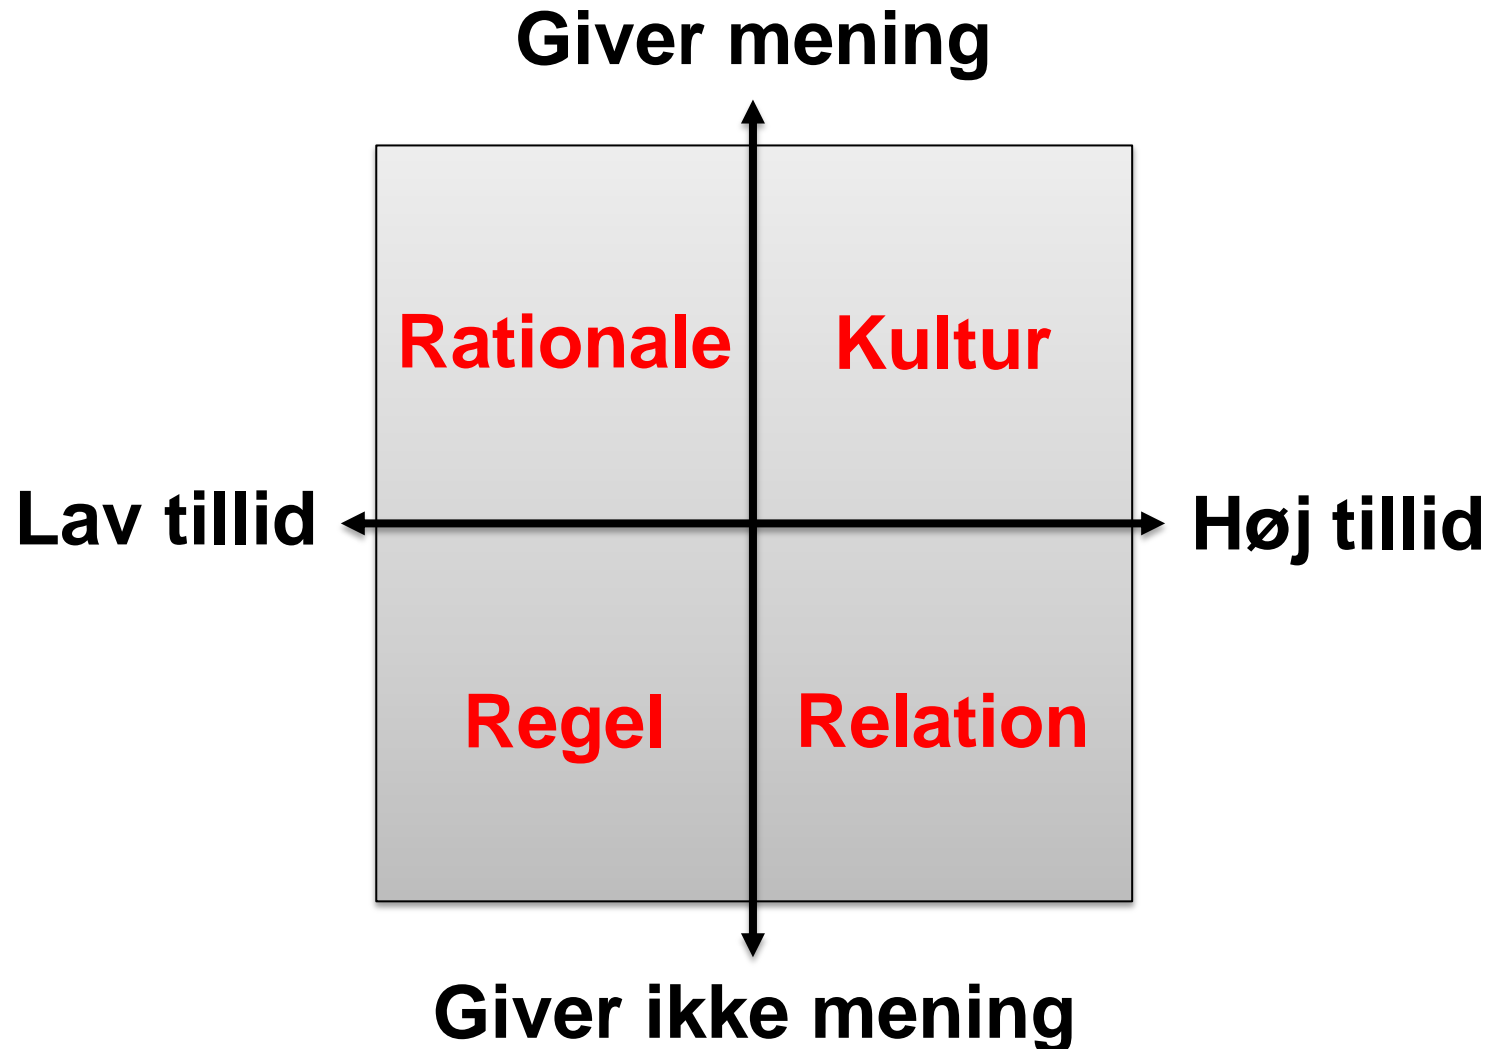 Giver mening
Rationale
Kultur
Lav tillid
Høj tillid
Regel
Relation
Giver ikke mening